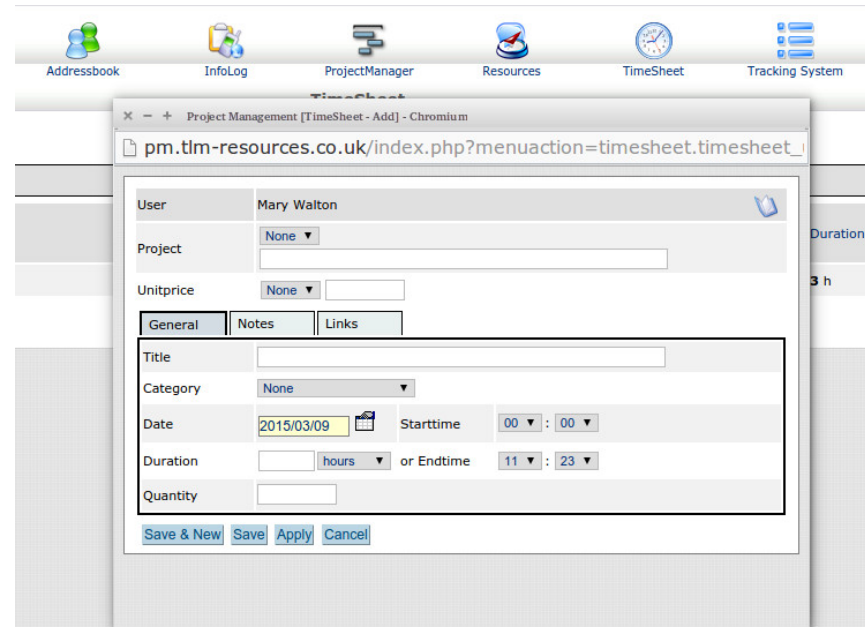 Addressbook InfoLog ProjectManager Resources TimeSheet Tracking System
TimeSheet
Project Management [TimeSheet - Add] - Chromium
pm.tlm-resources.co.uk/index.php?menuaction=timesheet.timesheet_
User Mary Walton
Duration
None
Project
3 h
Unitprice None
General Notes Links
Title
Category None
Date 2015/03/09 Starttime 00 : 00
Duration hours or Endtime 11 : 23
Quantity
Save & New Save Apply Cancel